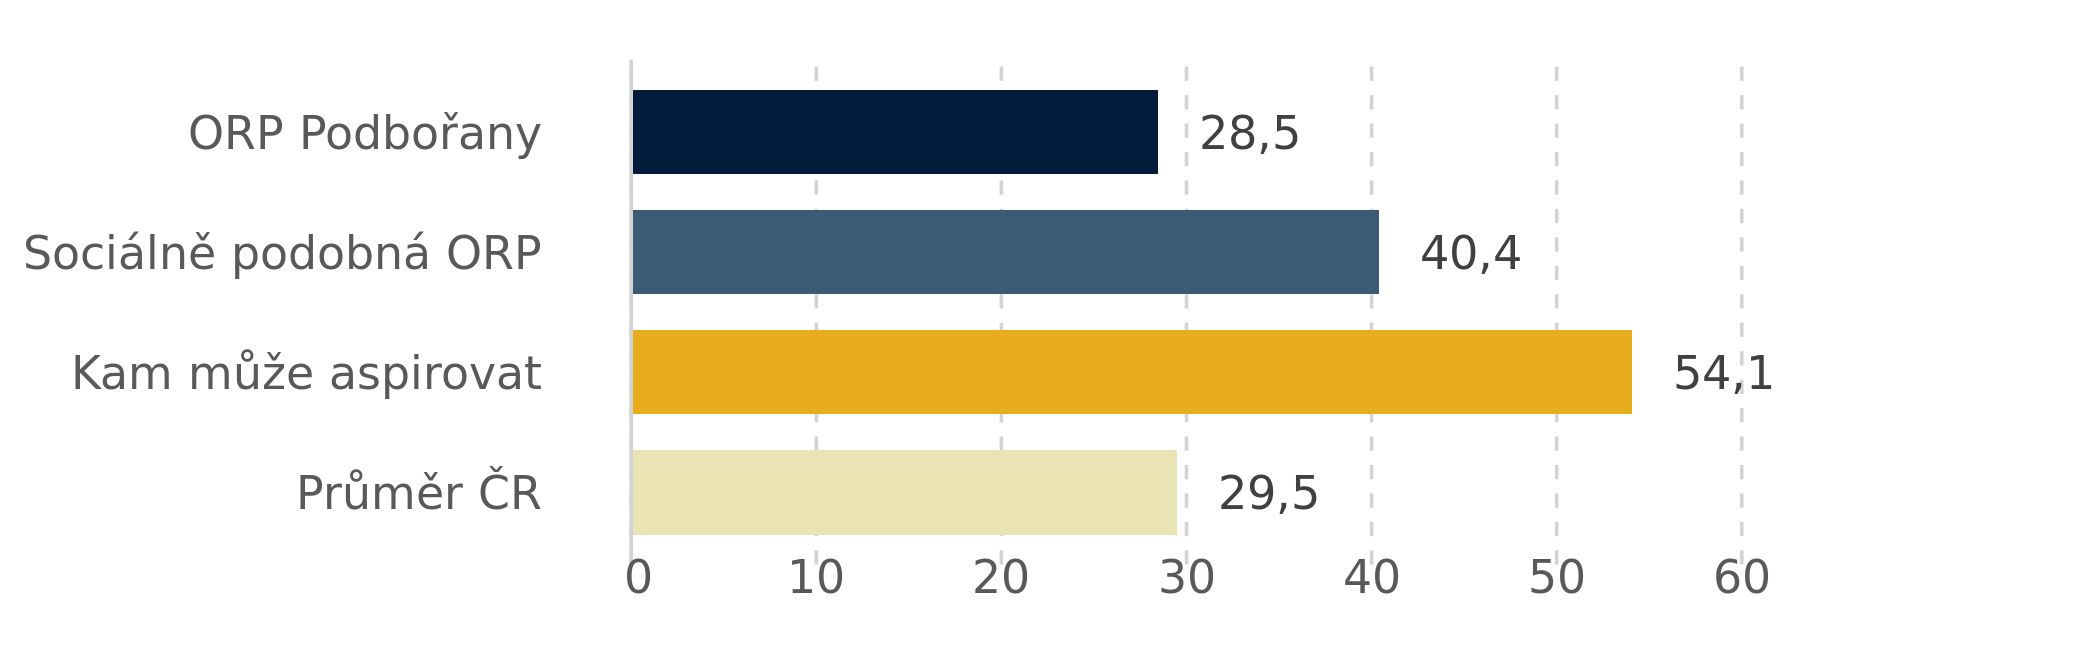 ORP Podbořany 28,5
Sociálně podobná ORP 40,4
Kam může aspirovat 54,1
Průměr ČR 29,5
0 10 20 30 40 50 60